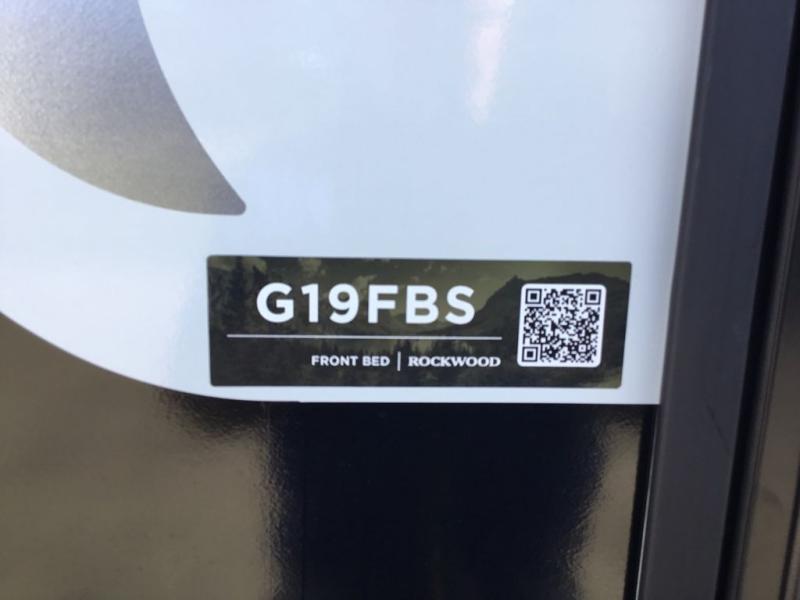 G19FBS
FRONT BED | ROCKWOOD